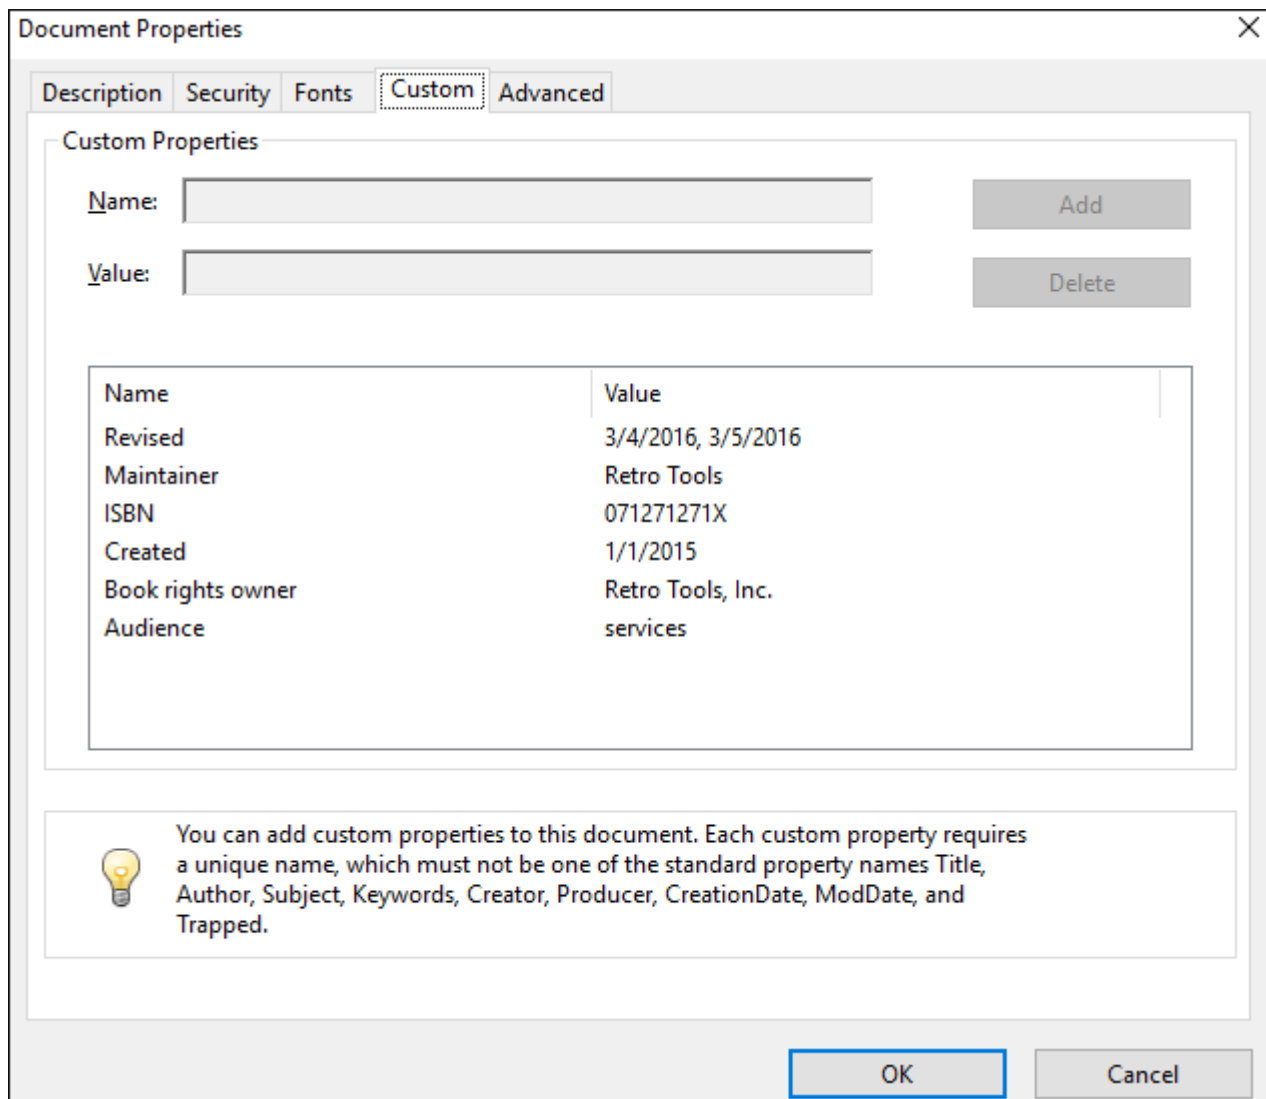 Document Properties
Description Security Fonts Custom Advanced
Custom Properties
Name:
Add
Value:
Delete
Name Value
Revised 3/4/2016, 3/5/2016
Maintainer Retro Tools
ISBN 071271271X
Created 1/1/2015
Book rights owner Retro Tools, Inc.
Audience services
You can add custom properties to this document. Each custom property requires
a unique name, which must not be one of the standard property names Title,
Author, Subject, Keywords, Creator, Producer, CreationDate, ModDate, and
Trapped.
OK Cancel